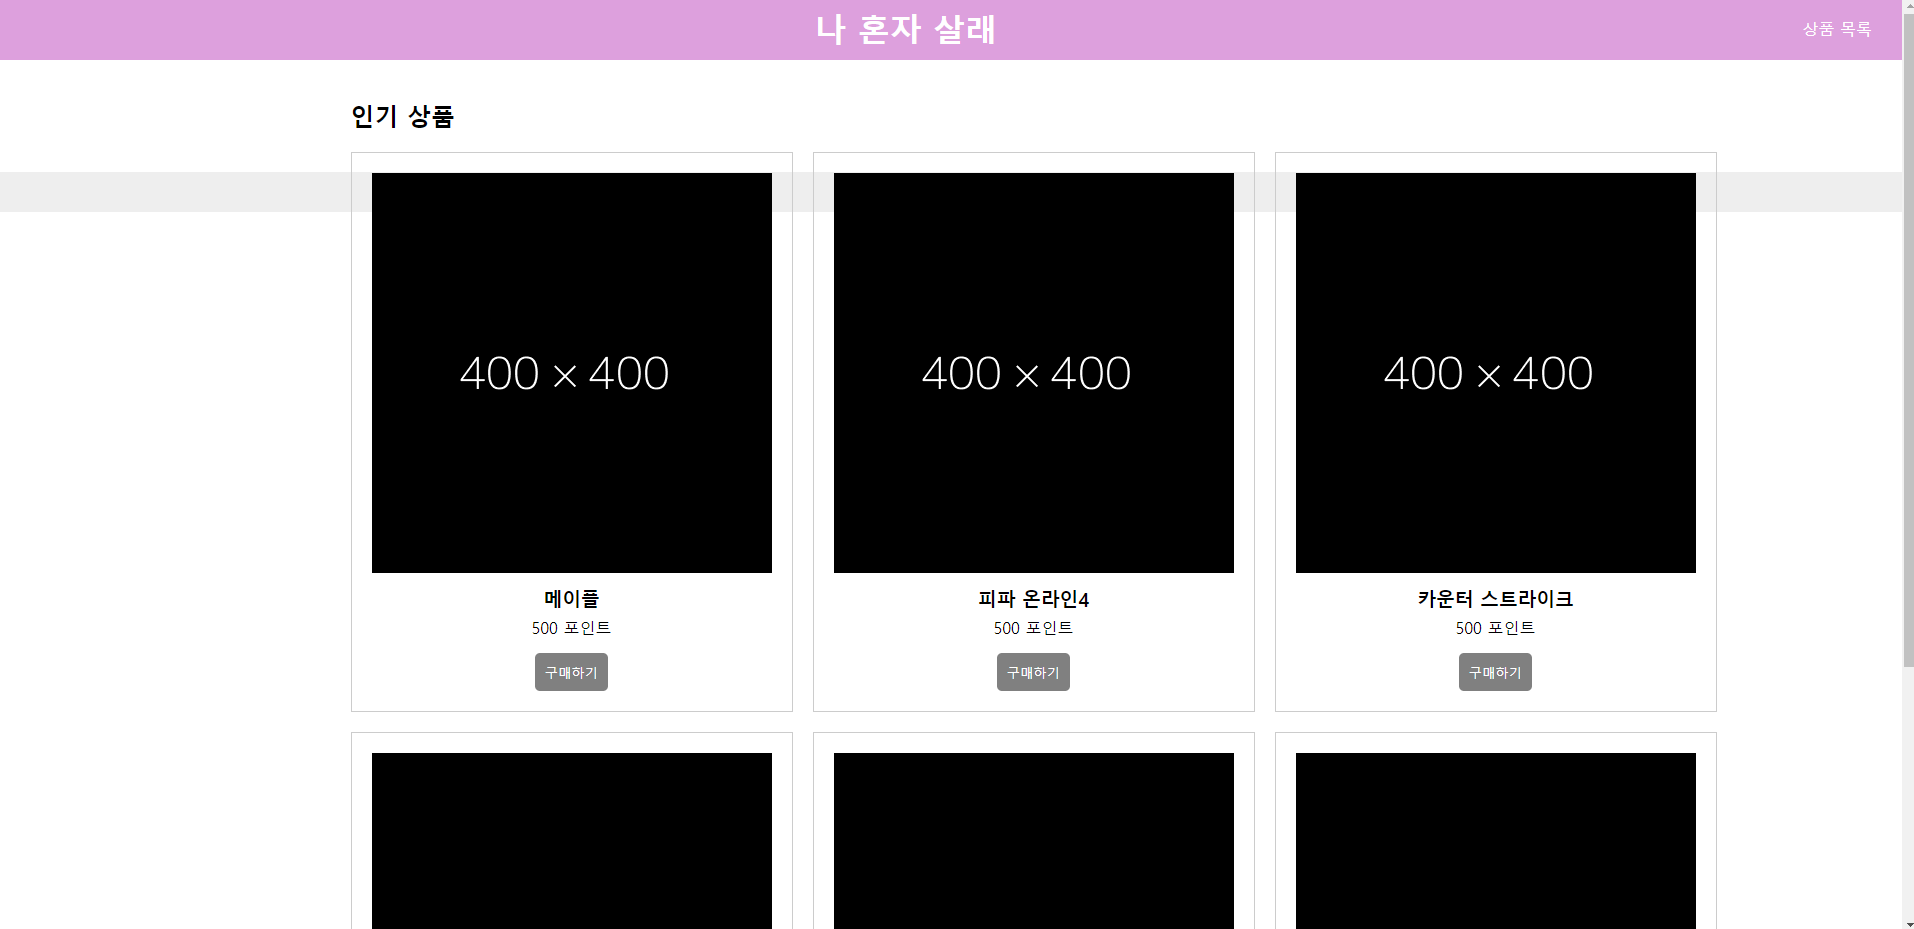 나 혼자 살래
상품 목록
인기 상품
400 × 400
400 × 400
400 × 400
메이플
피파 온라인4
카운터 스트라이크
500 포인트
500 포인트
500 포인트
구매하기
구매하기
구매하기